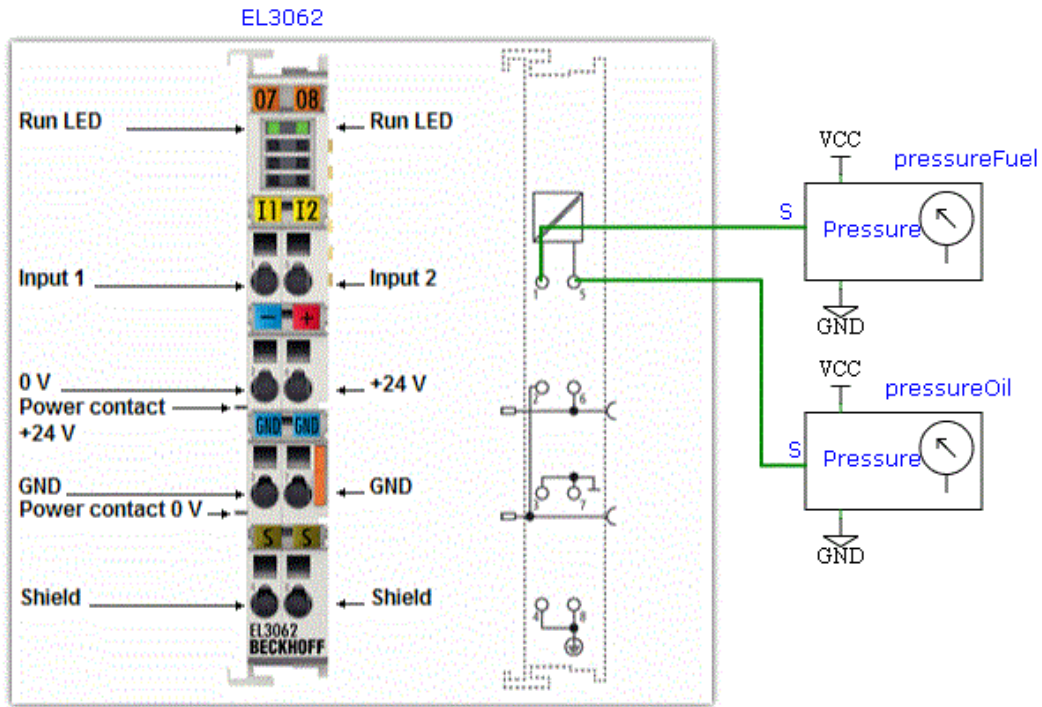 EL3062
07 08
Run LED
Run LED
I1 I2
Input 1
Input 2
− +
0 V
+24 V
Power contact
+24 V
GND GND
GND
GND
Power contact 0 V
S S
Shield
Shield
EL3062
BECKHOFF
1
5
2
6
3
7
4
8
VCC
pressureFuel
S
Pressure
GND
VCC
pressureOil
S
Pressure
GND